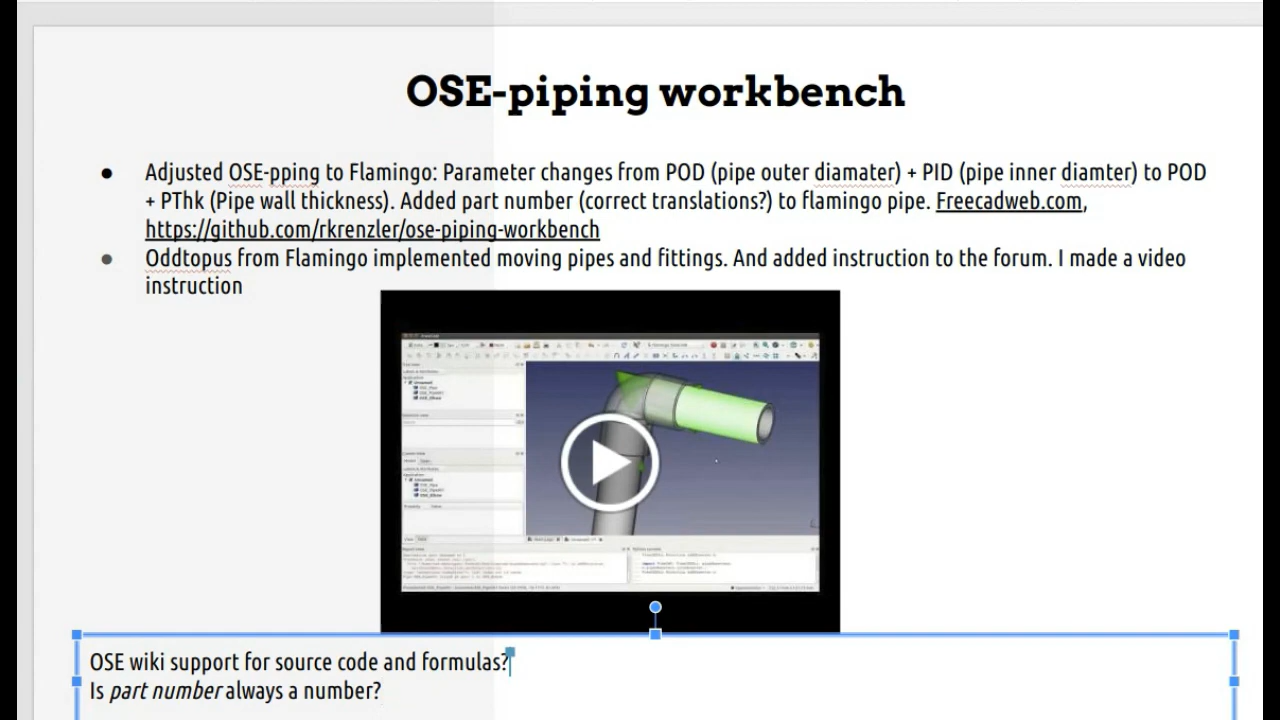 OSE-piping workbench
● Adjusted OSE-pping to Flamingo: Parameter changes from POD (pipe outer diamater) + PID (pipe inner diamter) to POD
+ PThk (Pipe wall thickness). Added part number (correct translations?) to flamingo pipe. Freecadweb.com,
https://github.com/rkrenzler/ose-piping-workbench
● Oddtopus from Flamingo implemented moving pipes and fittings. And added instruction to the forum. I made a video
instruction
OSE wiki support for source code and formulas?
Is part number always a number?